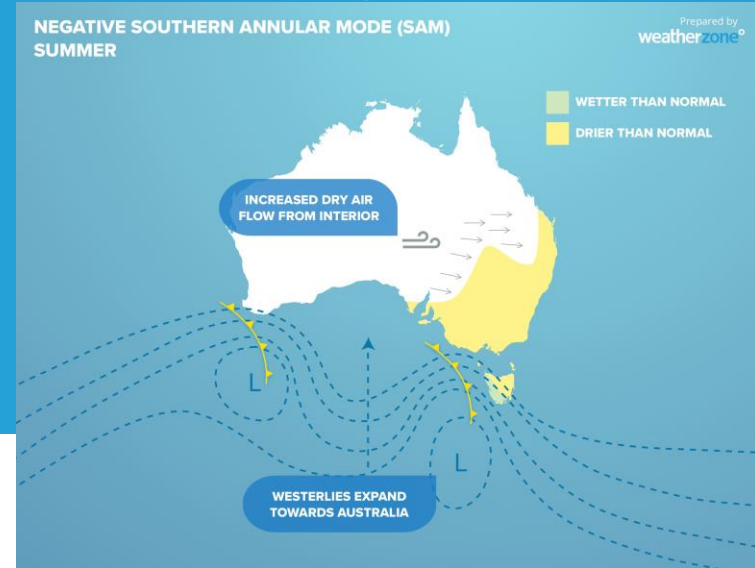 NEGATIVE SOUTHERN ANNULAR MODE (SAM)
SUMMER
Prepared by
weatherzone°
WETTER THAN NORMAL
DRIER THAN NORMAL
INCREASED DRY AIR
FLOW FROM INTERIOR
L
L
WESTERLIES EXPAND
TOWARDS AUSTRALIA